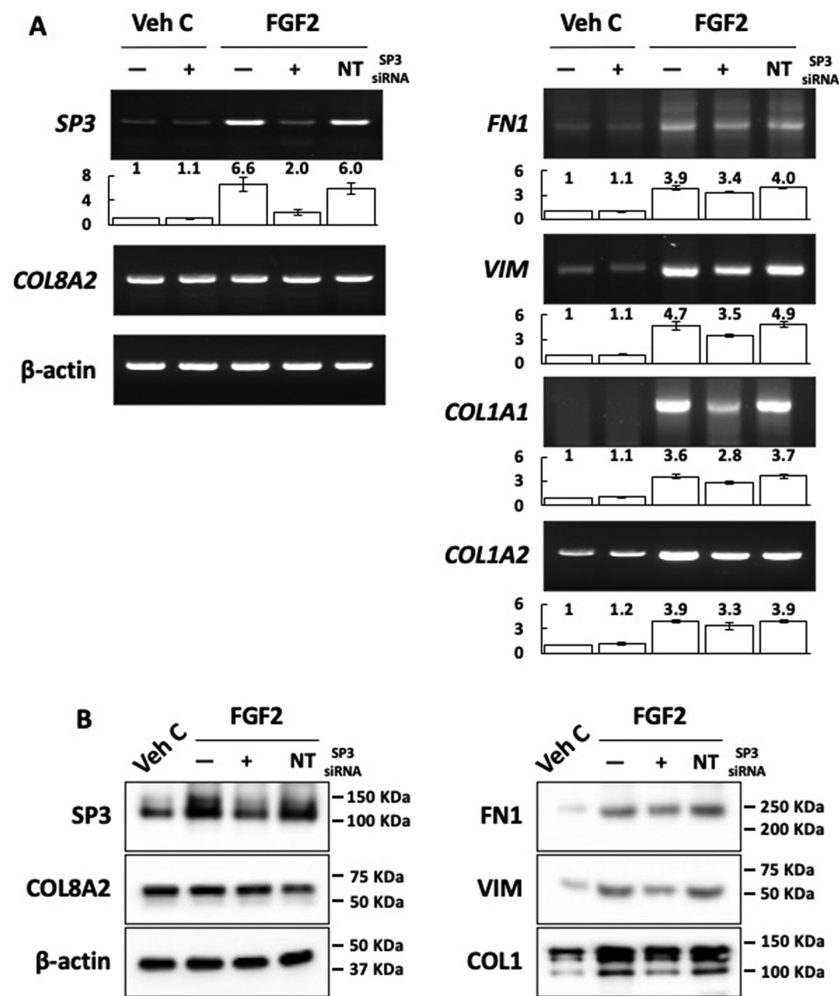 A
Veh C FGF2
— + — + NT SP3 siRNA
SP3
1 1.1 6.6 2.0 6.0
8
4
0
COL8A2
β-actin
Veh C FGF2
— + — + NT SP3 siRNA
FN1
6 1 1.1 3.9 3.4 4.0
3
0
VIM
6 1 1.1 4.7 3.5 4.9
3
0
COL1A1
6 1 1.1 3.6 2.8 3.7
3
0
COL1A2
6 1 1.2 3.9 3.3 3.9
3
0
B
Veh C FGF2
— + NT SP3 siRNA
SP3 – 150 KDa
– 100 KDa
COL8A2 – 75 KDa
– 50 KDa
β-actin – 50 KDa
– 37 KDa
Veh C FGF2
— + NT SP3 siRNA
FN1 – 250 KDa
– 200 KDa
VIM – 75 KDa
– 50 KDa
COL1 – 150 KDa
– 100 KDa